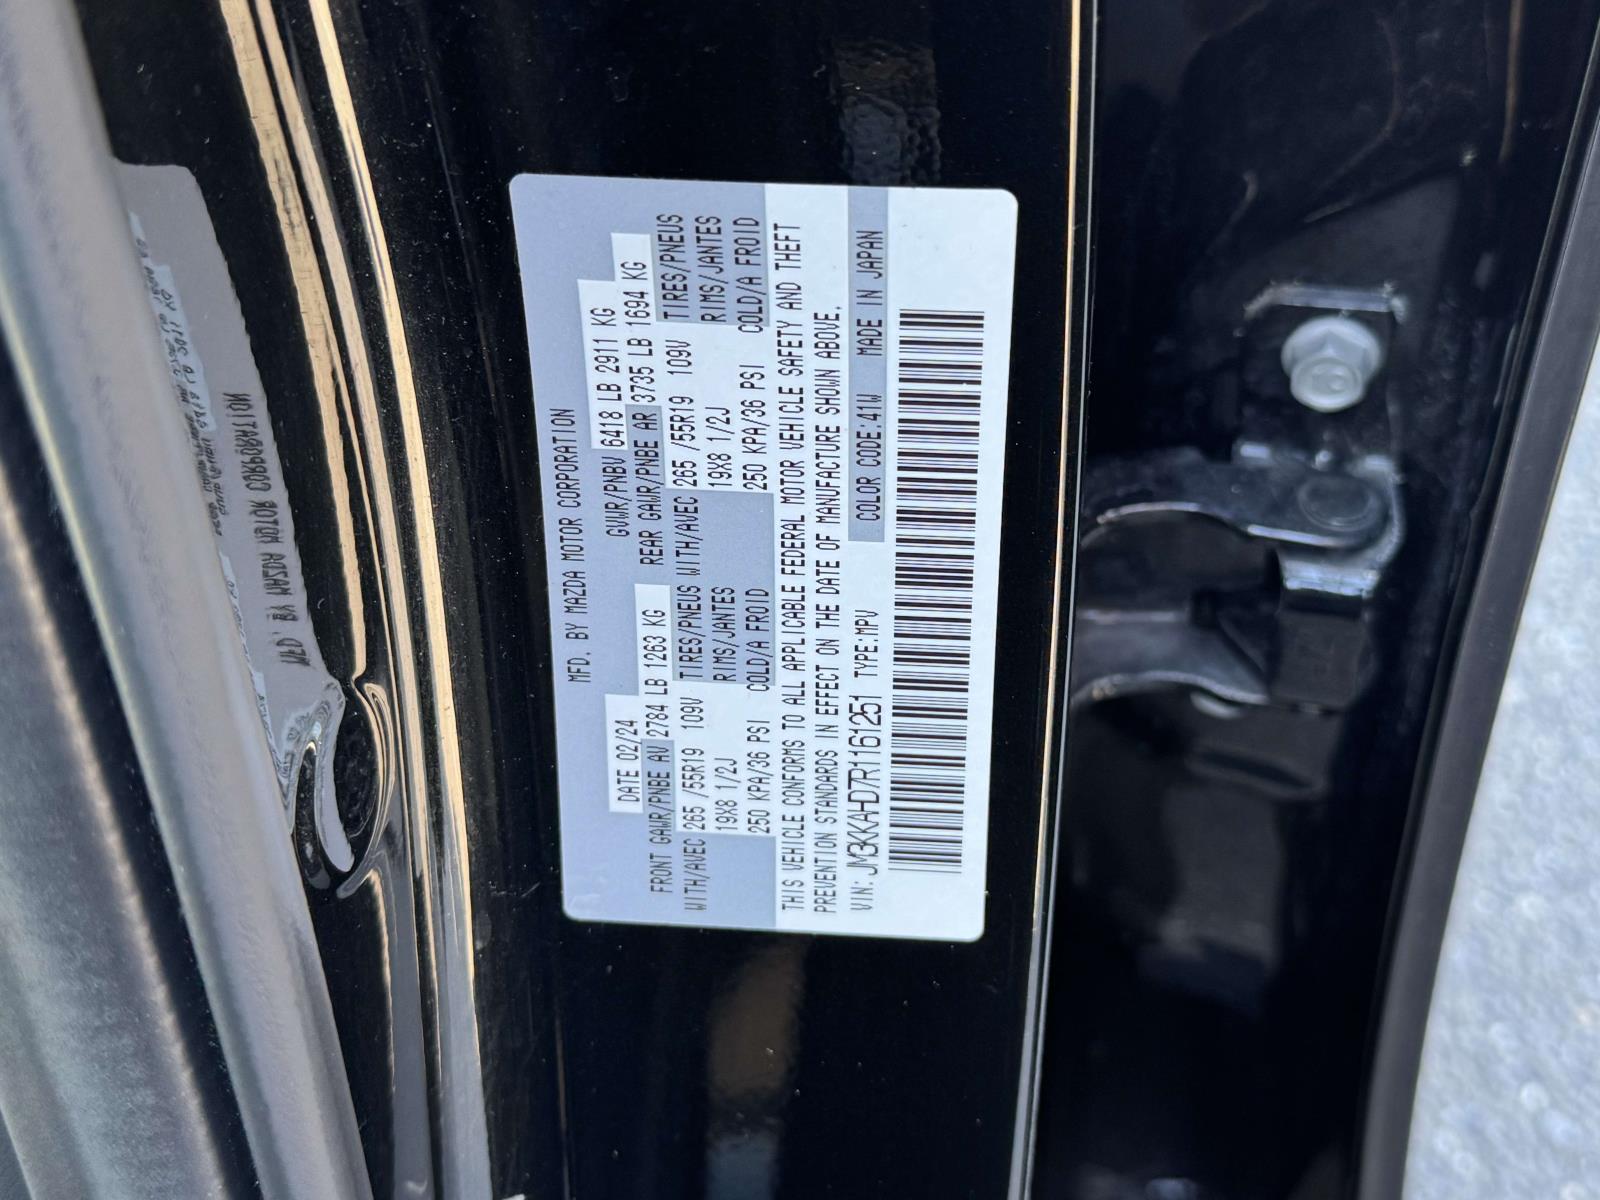 MFD. BY MAZDA MOTOR CORPORATION
DATE 02/24 GVWR/PNBV 6418 LB 2911 KG
FRONT GAWR/PNBE AV 2784 LB 1263 KG REAR GAWR/PNBE AR 3735 LB 1694 KG
WITH/AVEC 265 /55R19 109V TIRES/PNEUS WITH/AVEC 265 /55R19 109V TIRES/PNEUS
19X8 1/2J RIMS/JANTES 19X8 1/2J RIMS/JANTES
250 KPA/36 PSI COLD/A FROID 250 KPA/36 PSI COLD/A FROID
THIS VEHICLE CONFORMS TO ALL APPLICABLE FEDERAL MOTOR VEHICLE SAFETY AND THEFT
PREVENTION STANDARDS IN EFFECT ON THE DATE OF MANUFACTURE SHOWN ABOVE.
VIN: JM3KKAHD7R1161251 TYPE:MPV COLOR CODE:41W MADE IN JAPAN